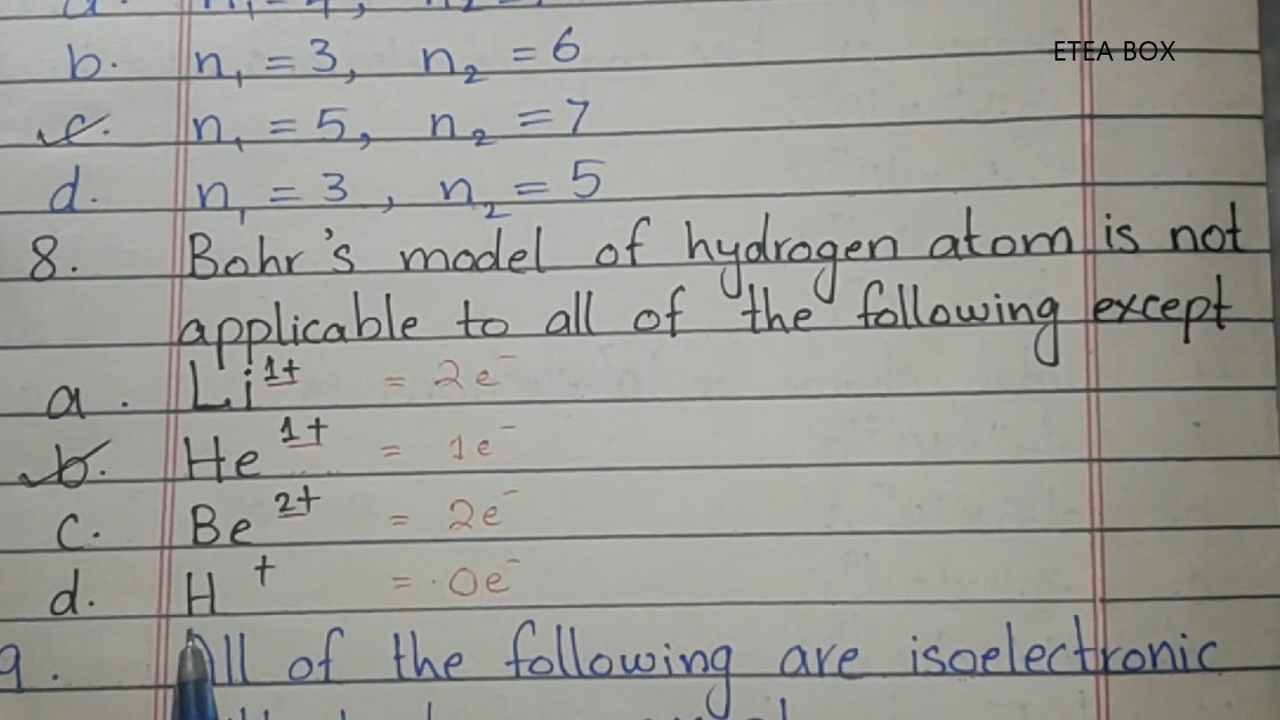 b. n₁ = 3, n₂ = 6
ETEA BOX
c. n₁ = 5, n₂ = 7
d. n₁ = 3, n₂ = 5
8. Bohr's model of hydrogen atom is not
applicable to all of the following except
a. Li¹⁺ = 2e⁻
b. He¹⁺ = 1e⁻
c. Be²⁺ = 2e⁻
d. H⁺ = 0e⁻
9. All of the following are isoelectronic